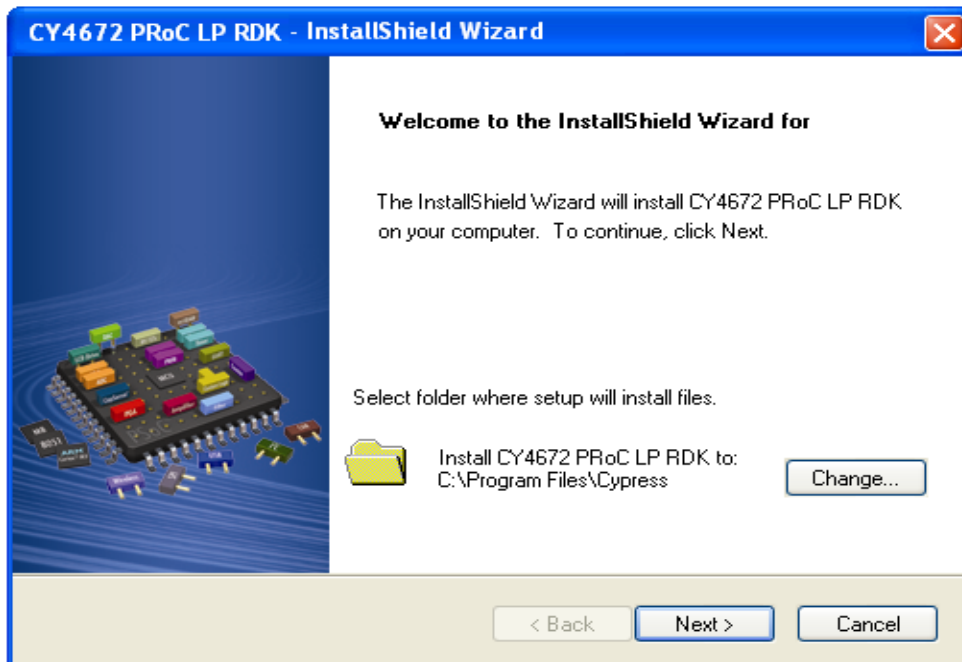 CY4672 PRoC LP RDK - InstallShield Wizard
Welcome to the InstallShield Wizard for
The InstallShield Wizard will install CY4672 PRoC LP RDK
on your computer.  To continue, click Next.
Select folder where setup will install files.
Install CY4672 PRoC LP RDK to:
C:\Program Files\Cypress
Change...
< Back
Next >
Cancel
8051